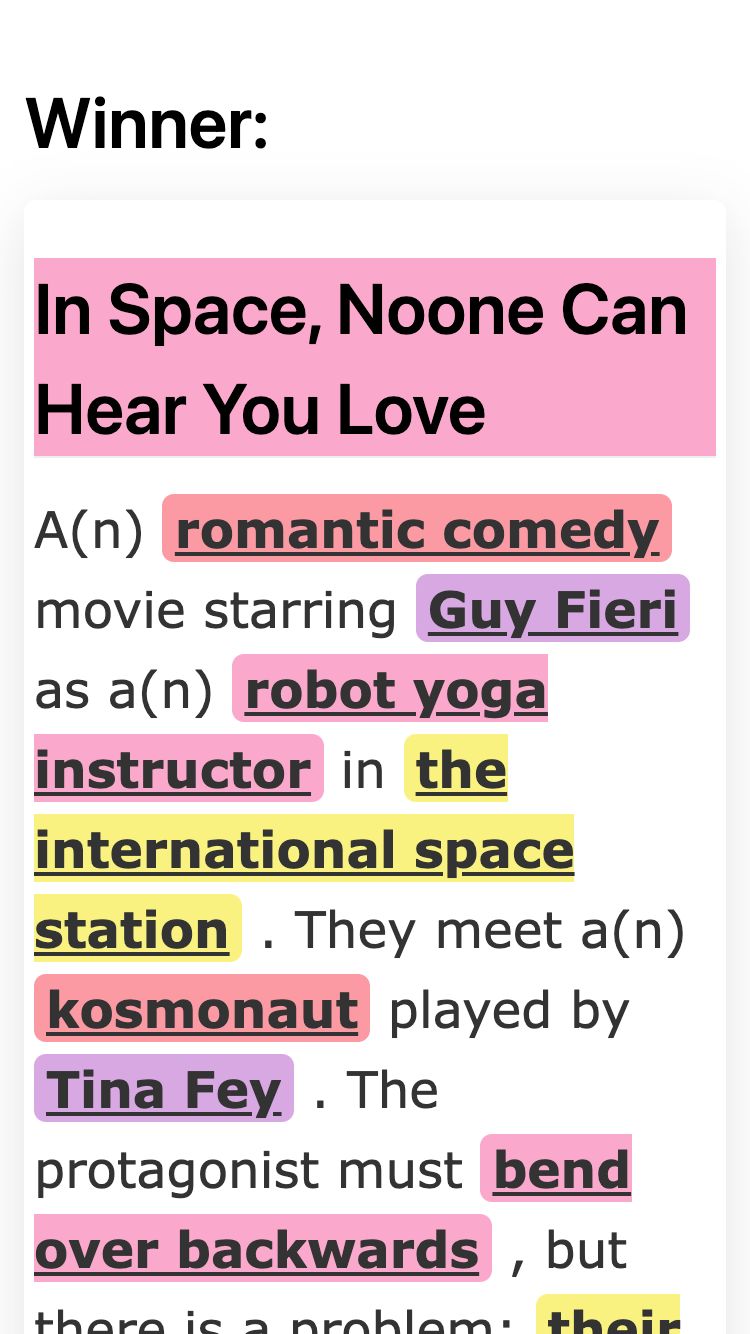 Winner:
In Space, Noone Can
Hear You Love
A(n) romantic comedy
movie starring Guy Fieri
as a(n) robot yoga
instructor in the
international space
station . They meet a(n)
kosmonaut played by
Tina Fey . The
protagonist must bend
over backwards , but
there is a problem: their